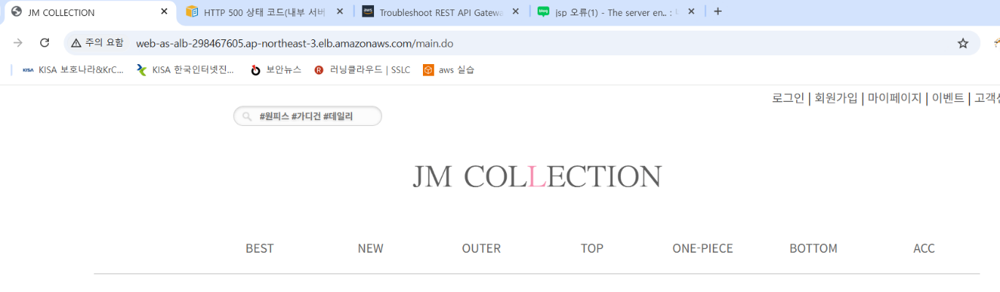 JM COLLECTION
HTTP 500 상태 코드(내부 서버
Troubleshoot REST API Gatewa
jsp 오류(1) - The server en.. :
주의 요함 web-as-alb-298467605.ap-northeast-3.elb.amazonaws.com/main.do
KISA KISA 보호나라&KrC... KISA 한국인터넷진... 보안뉴스 러닝클라우드 | SSLC aws 실습
로그인 | 회원가입 | 마이페이지 | 이벤트 | 고객
#원피스 #가디건 #데일리
JM COLLECTION
BEST NEW OUTER TOP ONE-PIECE BOTTOM ACC